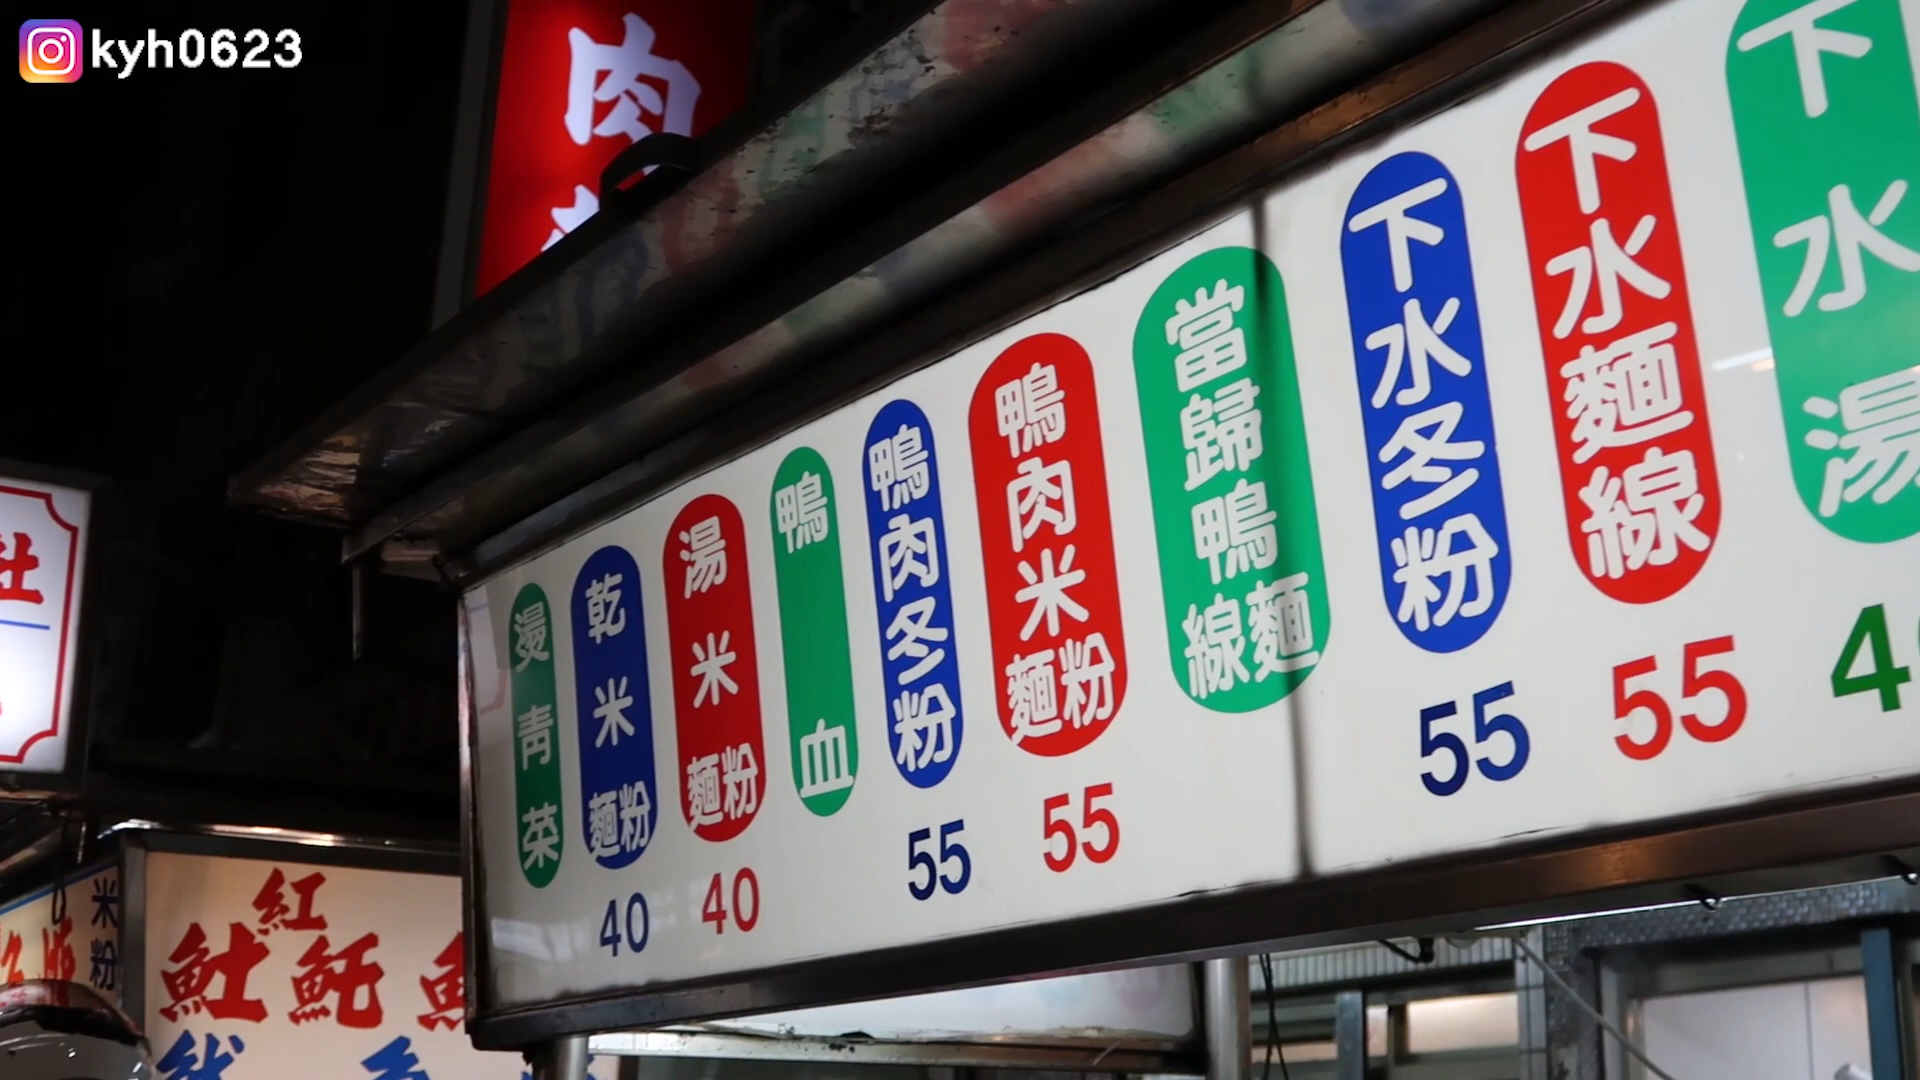 kyh0623
肉
燙青菜
乾米麵粉
40
湯米麵粉
40
鴨血
鴨肉冬粉
55
鴨肉米麵粉
55
當歸鴨線麵
下水冬粉
55
下水麵線
55
下水湯
4
米粉
紅
魠